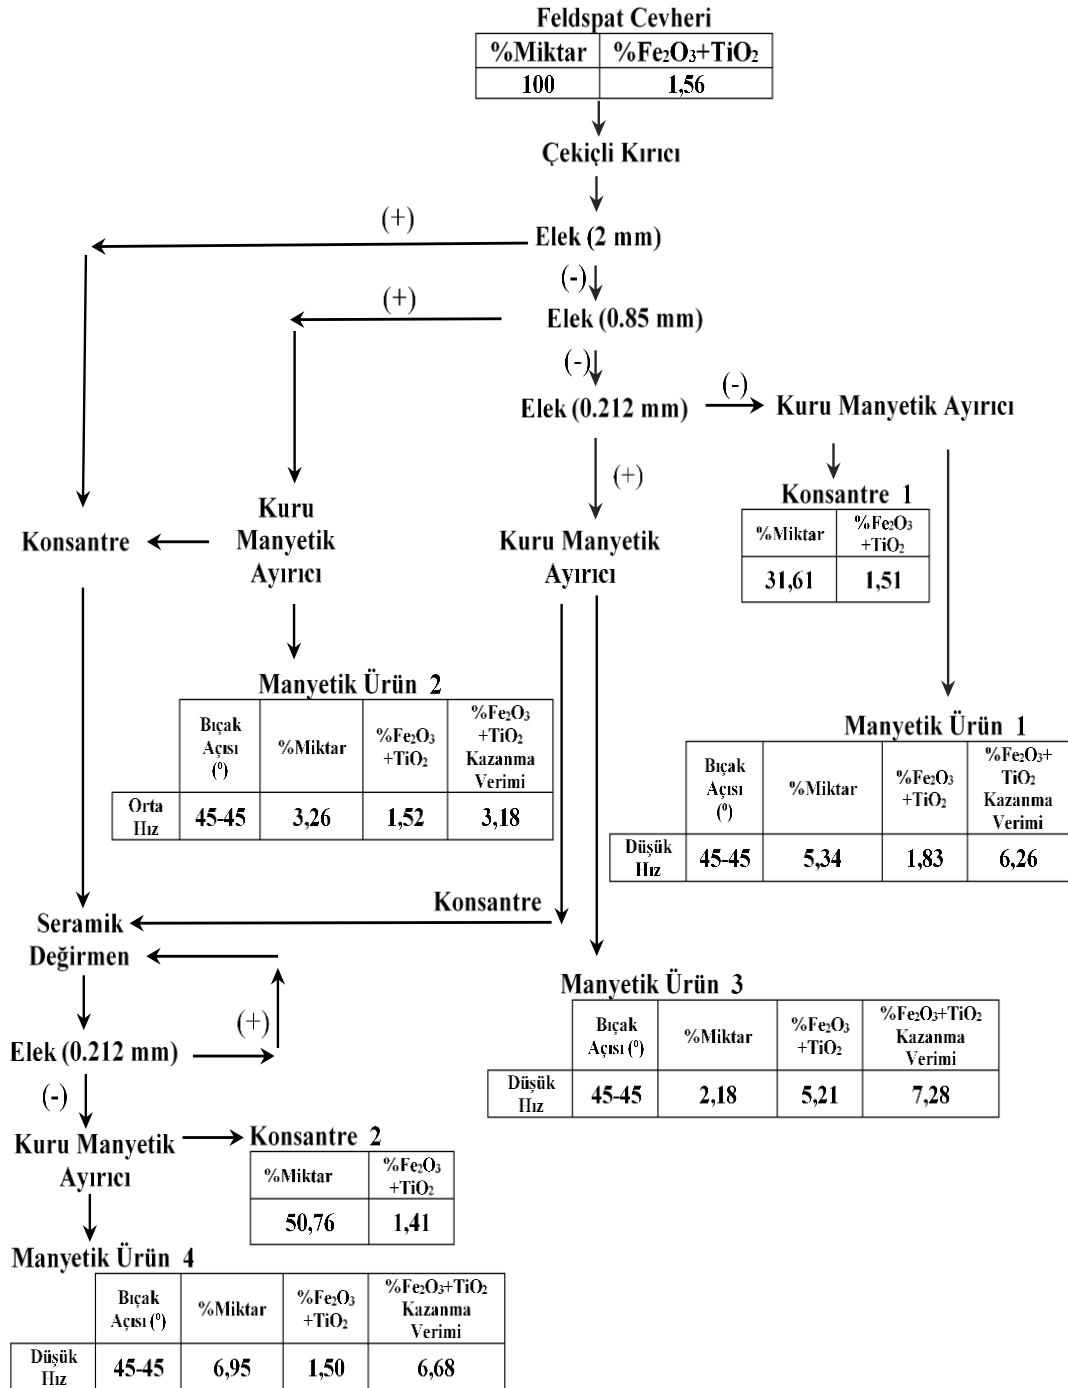 Feldspat Cevheri
%Miktar %Fe₂O₃+TiO₂
100 1,56
Çekiçli Kırıcı
(+)
Elek (2 mm)
(-)
(+)
Elek (0.85 mm)
(-)
Elek (0.212 mm)
(-)
Kuru Manyetik Ayırıcı
(+)
Konsantre 1
%Miktar %Fe₂O₃
+TiO₂
31,61 1,51
Konsantre
Kuru
Manyetik
Ayırıcı
Kuru Manyetik
Ayırıcı
Manyetik Ürün 2
Bıçak
Açısı
(⁰)
%Miktar
%Fe₂O₃
+TiO₂
%Fe₂O₃
+TiO₂
Kazanma
Verimi
Orta
Hız
45-45 3,26 1,52 3,18
Manyetik Ürün 1
Bıçak
Açısı
(⁰)
%Miktar
%Fe₂O₃
+TiO₂
%Fe₂O₃+
TiO₂
Kazanma
Verimi
Düşük
Hız
45-45 5,34 1,83 6,26
Konsantre
Seramik
Değirmen
(+)
Elek (0.212 mm)
(-)
Manyetik Ürün 3
Bıçak
Açısı (⁰)
%Miktar
%Fe₂O₃
+TiO₂
%Fe₂O₃+TiO₂
Kazanma
Verimi
Düşük
Hız
45-45 2,18 5,21 7,28
Kuru Manyetik
Ayırıcı
Konsantre 2
%Miktar %Fe₂O₃
+TiO₂
50,76 1,41
Manyetik Ürün 4
Bıçak
Açısı (⁰)
%Miktar
%Fe₂O₃
+TiO₂
%Fe₂O₃+TiO₂
Kazanma
Verimi
Düşük
Hız
45-45 6,95 1,50 6,68